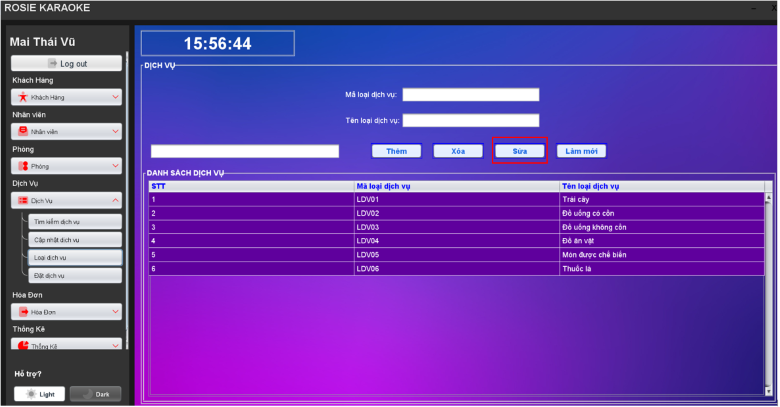 ROSIE KARAOKE
Mai Thái Vũ
Log out
Khách Hàng
Khách Hàng
Nhân viên
Nhân viên
Phòng
Phòng
Dịch Vụ
Dịch Vụ
Tìm kiếm dịch vụ
Cập nhật dịch vụ
Loại dịch vụ
Đặt dịch vụ
Hóa Đơn
Hóa Đơn
Thống Kê
Thống Kê
Hỗ trợ?
Light
Dark
15:56:44
DỊCH VỤ
Mã loại dịch vụ:
Tên loại dịch vụ:
Thêm Xóa Sửa Làm mới
DANH SÁCH DỊCH VỤ
STT Mã loại dịch vụ Tên loại dịch vụ
1 LDV01 Trái cây
2 LDV02 Đồ uống có cồn
3 LDV03 Đồ uống không cồn
4 LDV04 Đồ ăn vặt
5 LDV05 Món được chế biến
6 LDV06 Thuốc lá